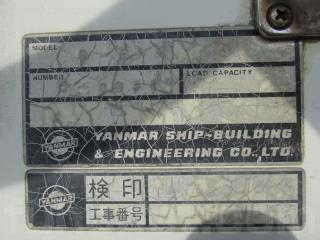 MODEL
NUMBER
LOAD CAPACITY
YANMAR
YANMAR SHIP-BUILDING
& ENGINEERING CO., LTD.
YANMAR
検印
工事番号